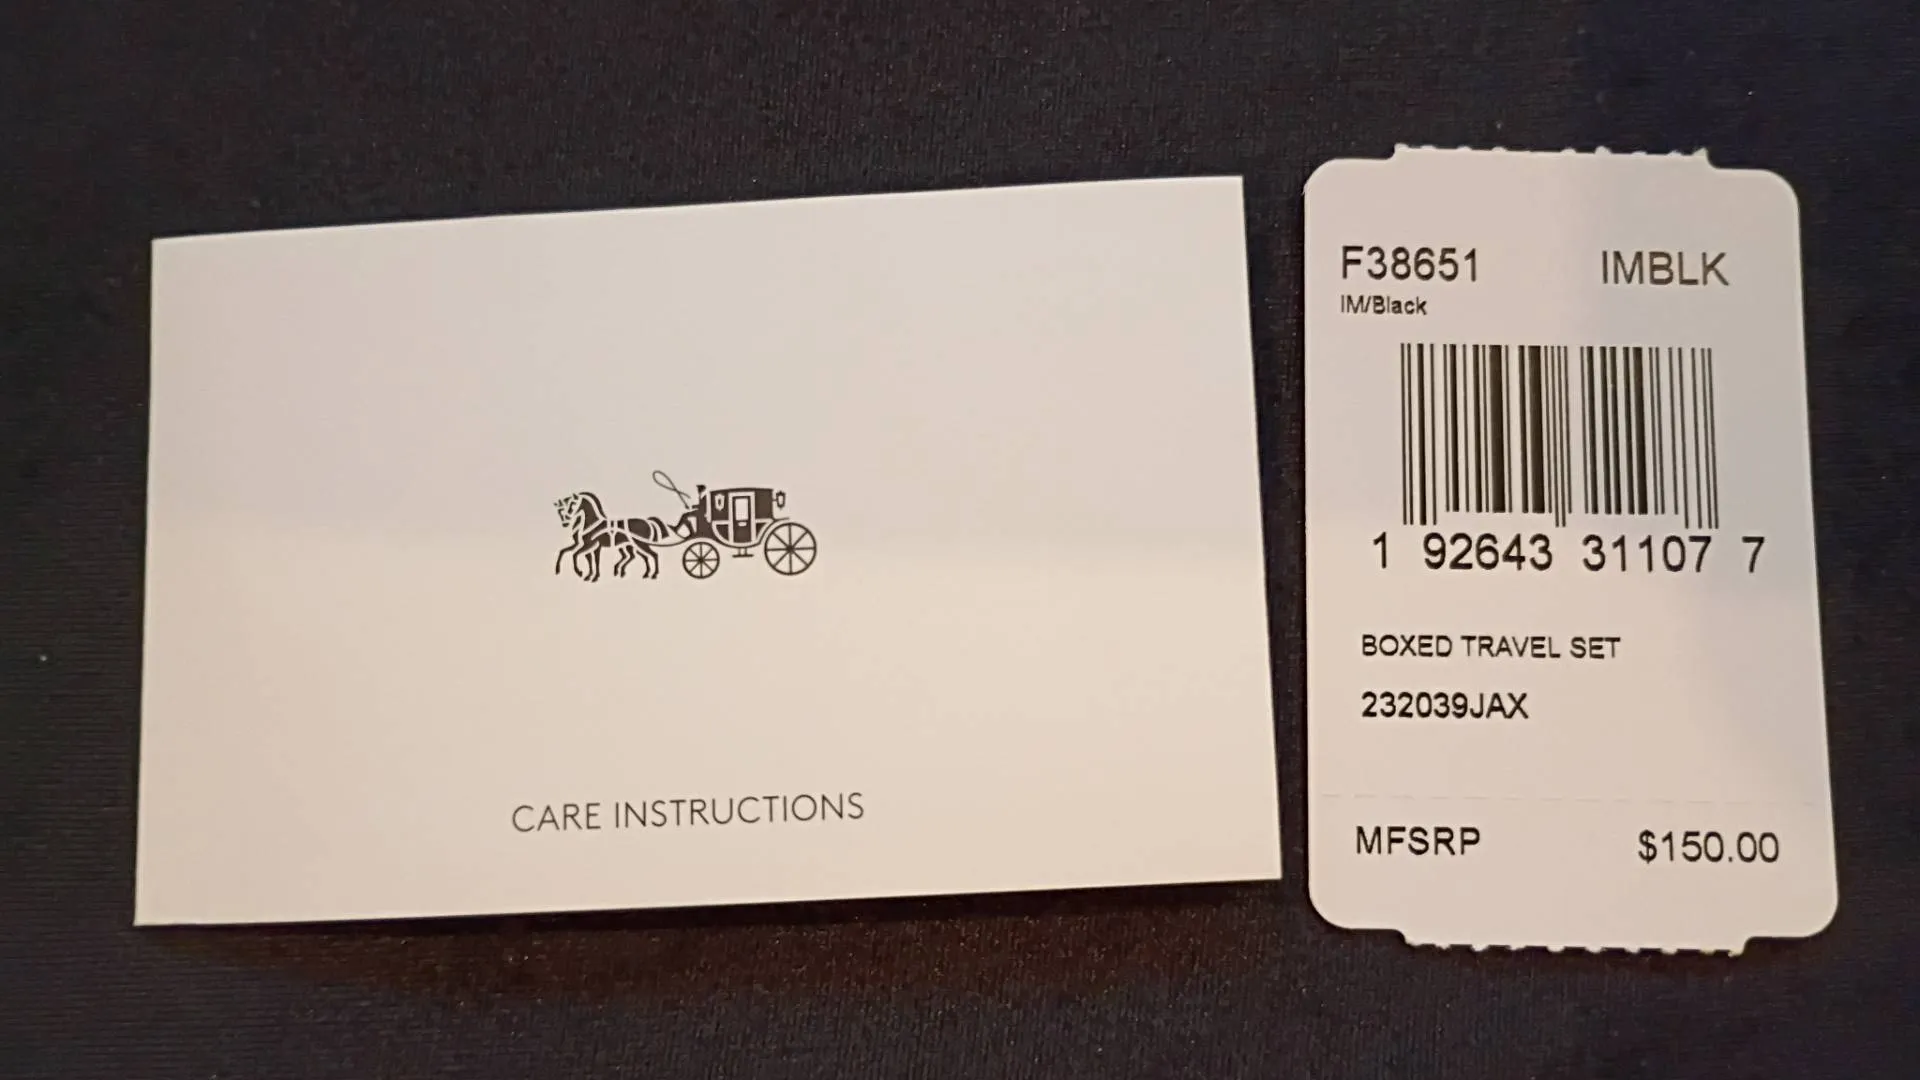 CARE INSTRUCTIONS
F38651 IMBLK
IM/Black
1 92643 31107 7
BOXED TRAVEL SET
232039JAX
MFSRP $150.00